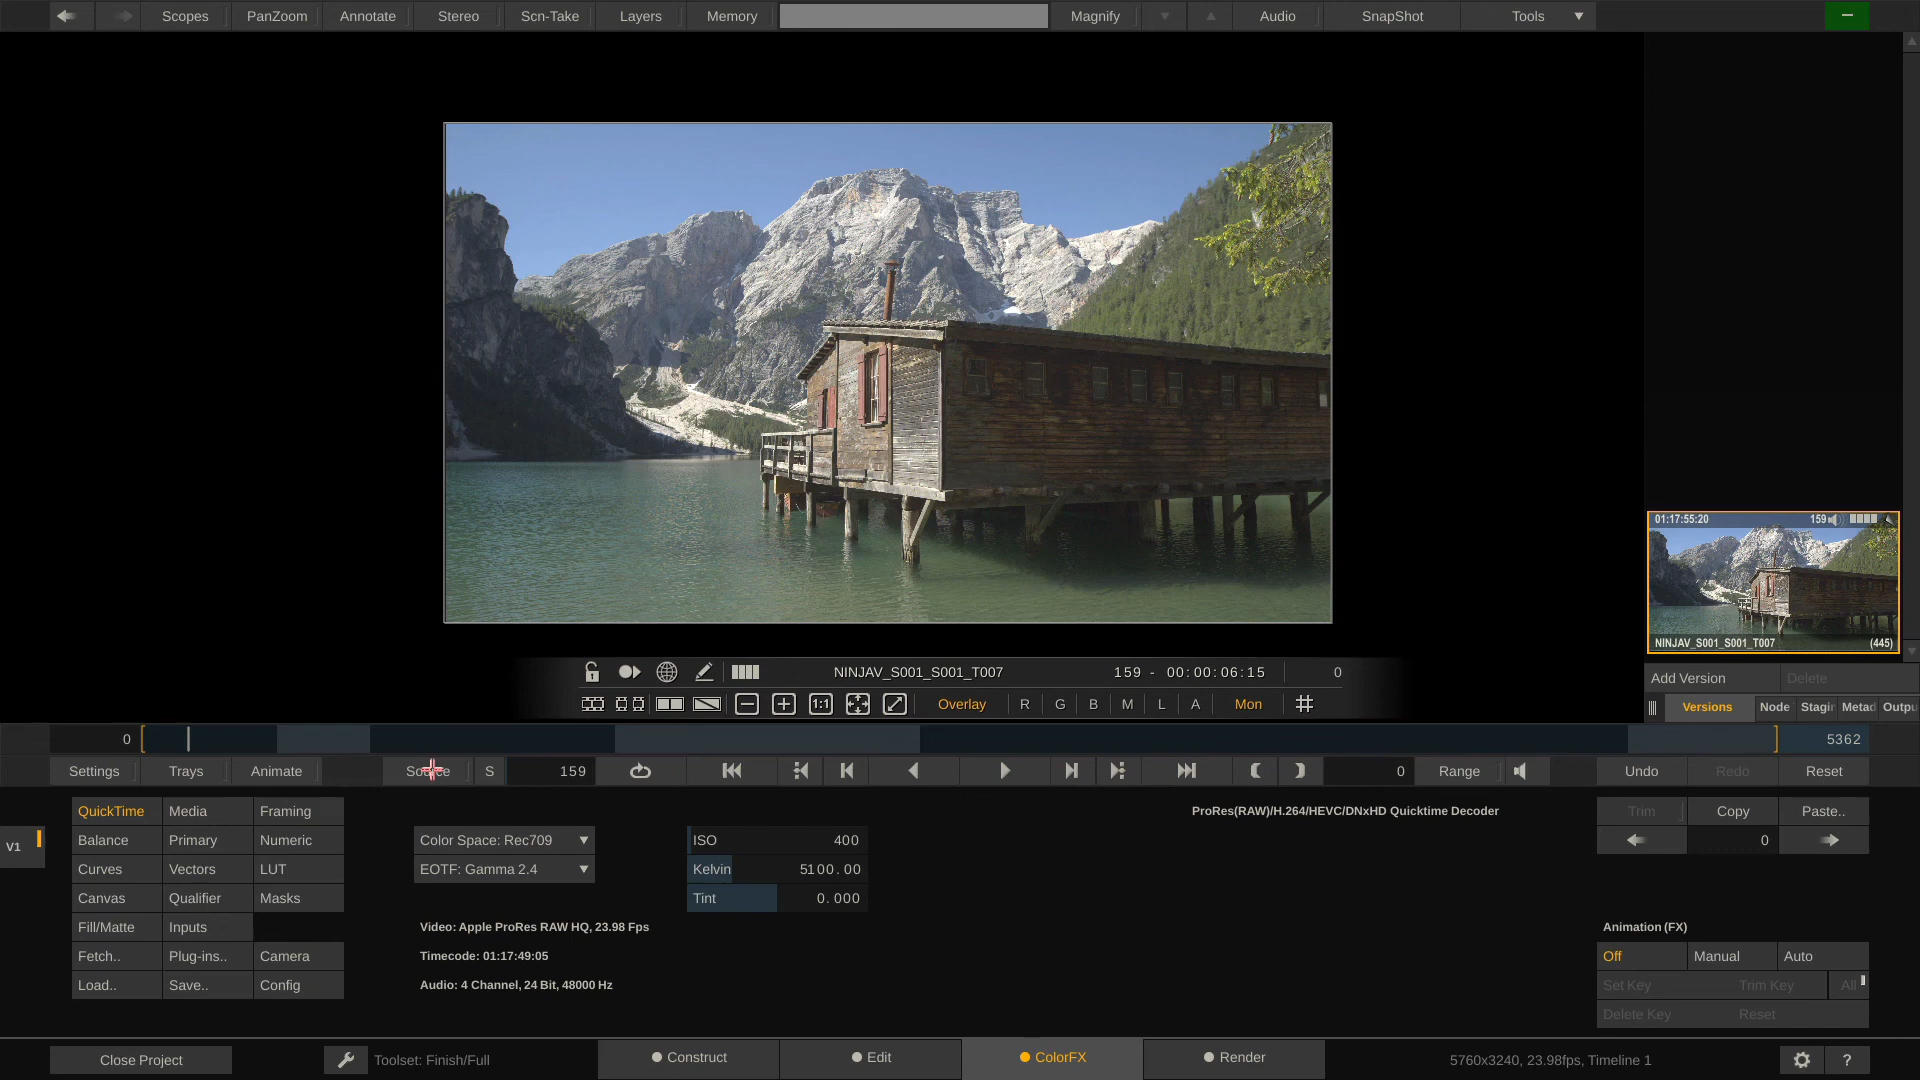 Scopes PanZoom Annotate Stereo Scn-Take Layers Memory Magnify Audio SnapShot Tools
01:17:55:20 159
NINJAV_S001_S001_T007 (445)
NINJAV_S001_S001_T007 159 - 00:00:06:15 0
Add Version Delete
1:1 Overlay R G B M L A Mon
Versions Node Stagin Metad Outpu
0 5362
Settings Trays Animate Source S 159 0 Range Undo Redo Reset
QuickTime Media Framing ProRes(RAW)/H.264/HEVC/DNxHD Quicktime Decoder Trim Copy Paste..
V1 Balance Primary Numeric Color Space: Rec709 ISO 400 0
Curves Vectors LUT EOTF: Gamma 2.4 Kelvin 5100.00
Canvas Qualifier Masks Tint 0.000
Fill/Matte Inputs Video: Apple ProRes RAW HQ, 23.98 Fps Animation (FX)
Fetch.. Plug-ins.. Camera Timecode: 01:17:49:05 Off Manual Auto
Load.. Save.. Config Audio: 4 Channel, 24 Bit, 48000 Hz Set Key Trim Key All
Delete Key Reset
Close Project Toolset: Finish/Full Construct Edit ColorFX Render 5760x3240, 23.98fps, Timeline 1 ?